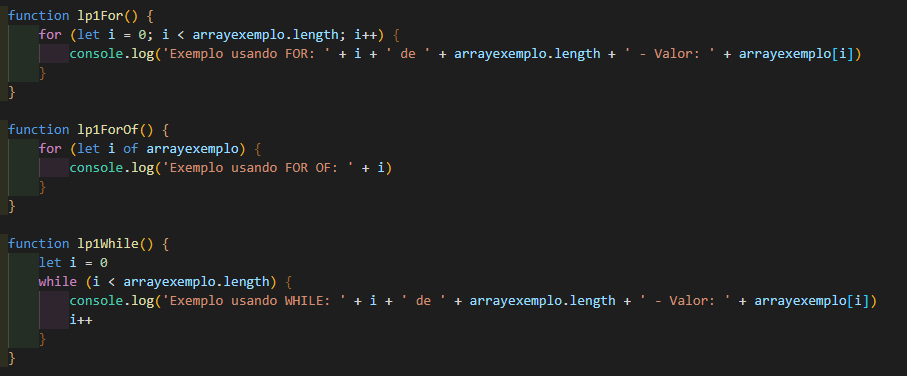 function lp1For() {
    for (let i = 0; i < arrayexemplo.length; i++) {
        console.log('Exemplo usando FOR: ' + i + ' de ' + arrayexemplo.length + ' - Valor: ' + arrayexemplo[i])
    }
}
function lp1ForOf() {
    for (let i of arrayexemplo) {
        console.log('Exemplo usando FOR OF: ' + i)
    }
}
function lp1While() {
    let i = 0
    while (i < arrayexemplo.length) {
        console.log('Exemplo usando WHILE: ' + i + ' de ' + arrayexemplo.length + ' - Valor: ' + arrayexemplo[i])
        i++
    }
}